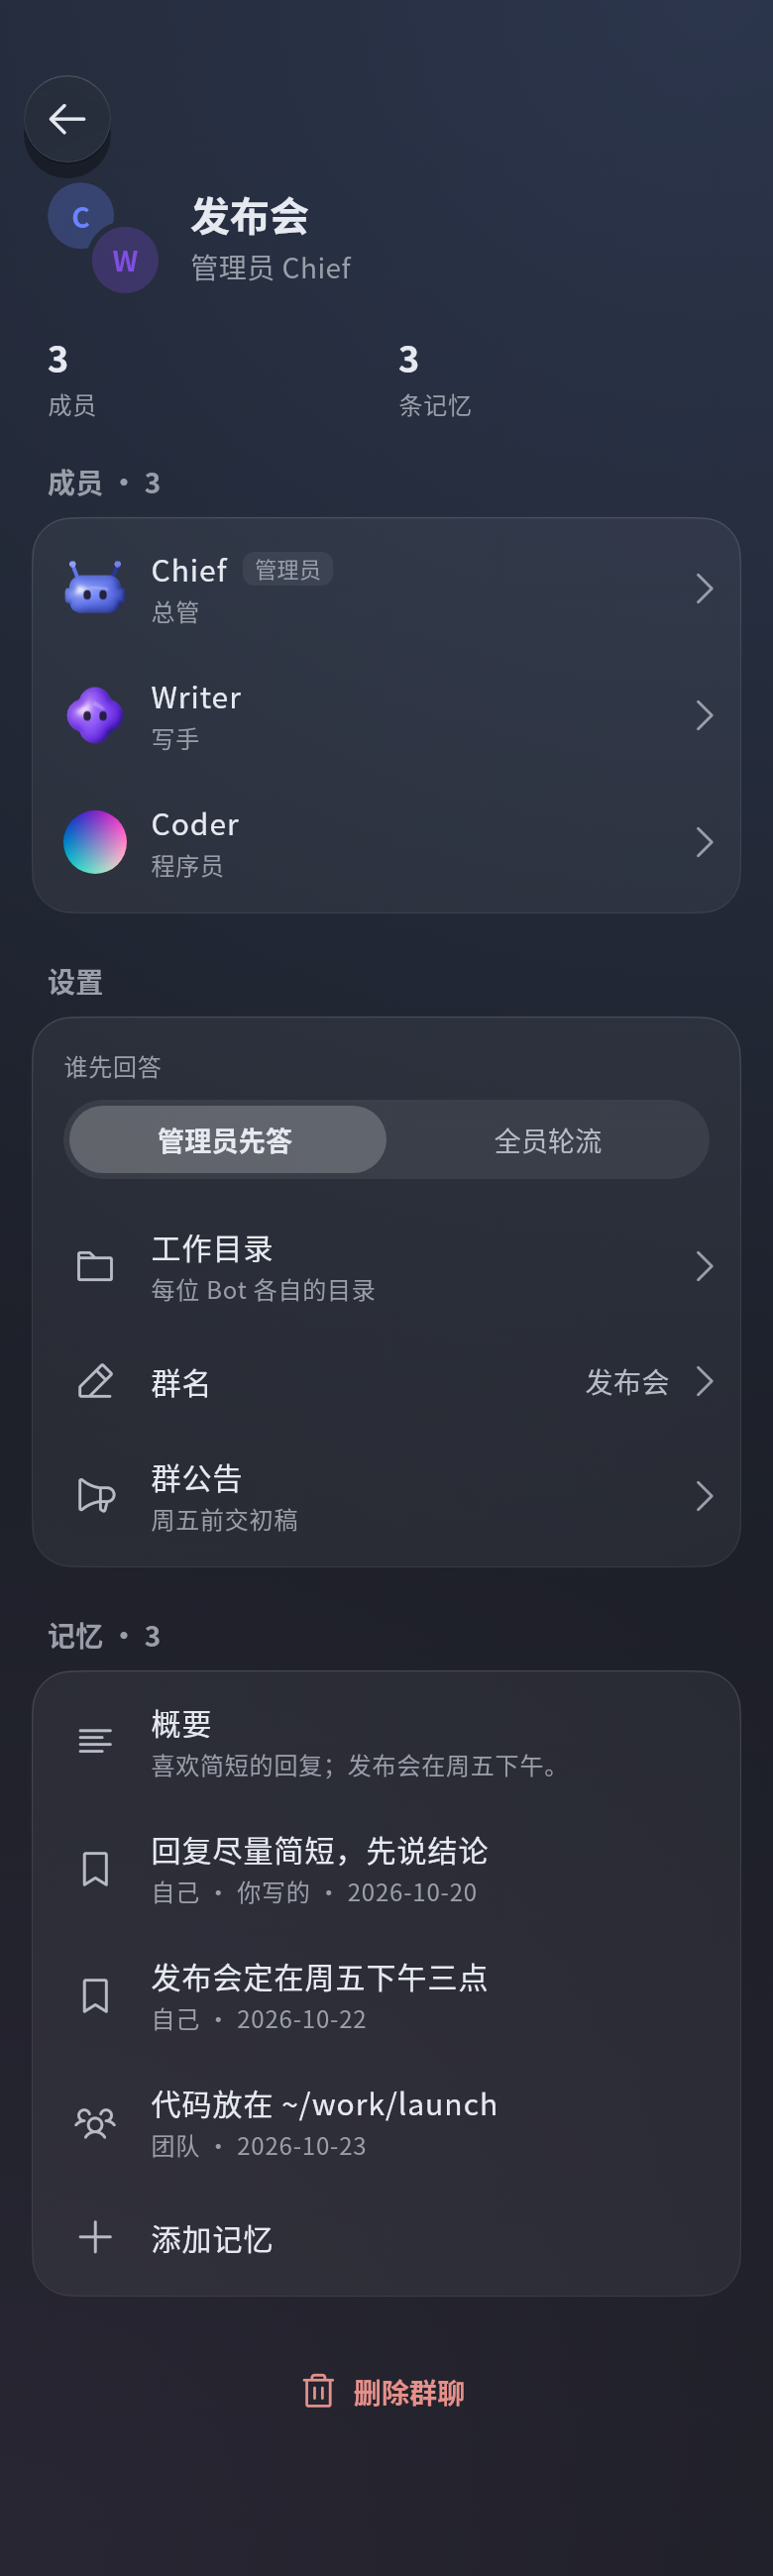 C
W
发布会
管理员 Chief
3
成员
3
条记忆
成员 · 3
Chief 管理员
总管
Writer
写手
Coder
程序员
设置
谁先回答
管理员先答 全员轮流
工作目录
每位 Bot 各自的目录
群名 发布会
群公告
周五前交初稿
记忆 · 3
概要
喜欢简短的回复；发布会在周五下午。
回复尽量简短，先说结论
自己 · 你写的 · 2026-10-20
发布会定在周五下午三点
自己 · 2026-10-22
代码放在 ~/work/launch
团队 · 2026-10-23
添加记忆
删除群聊